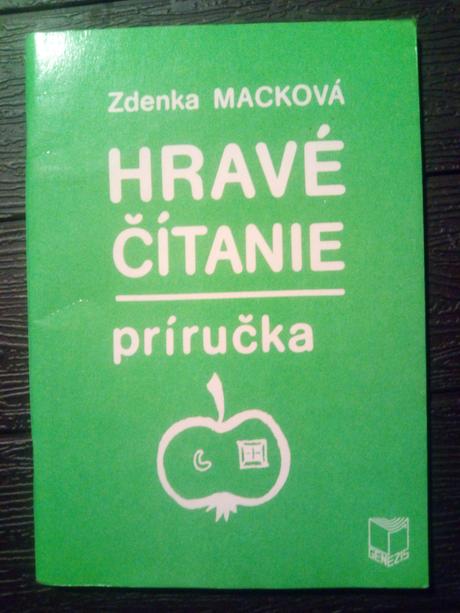 Zdenka MACKOVÁ
HRAVÉ
ČÍTANIE
príručka
GENEZIS